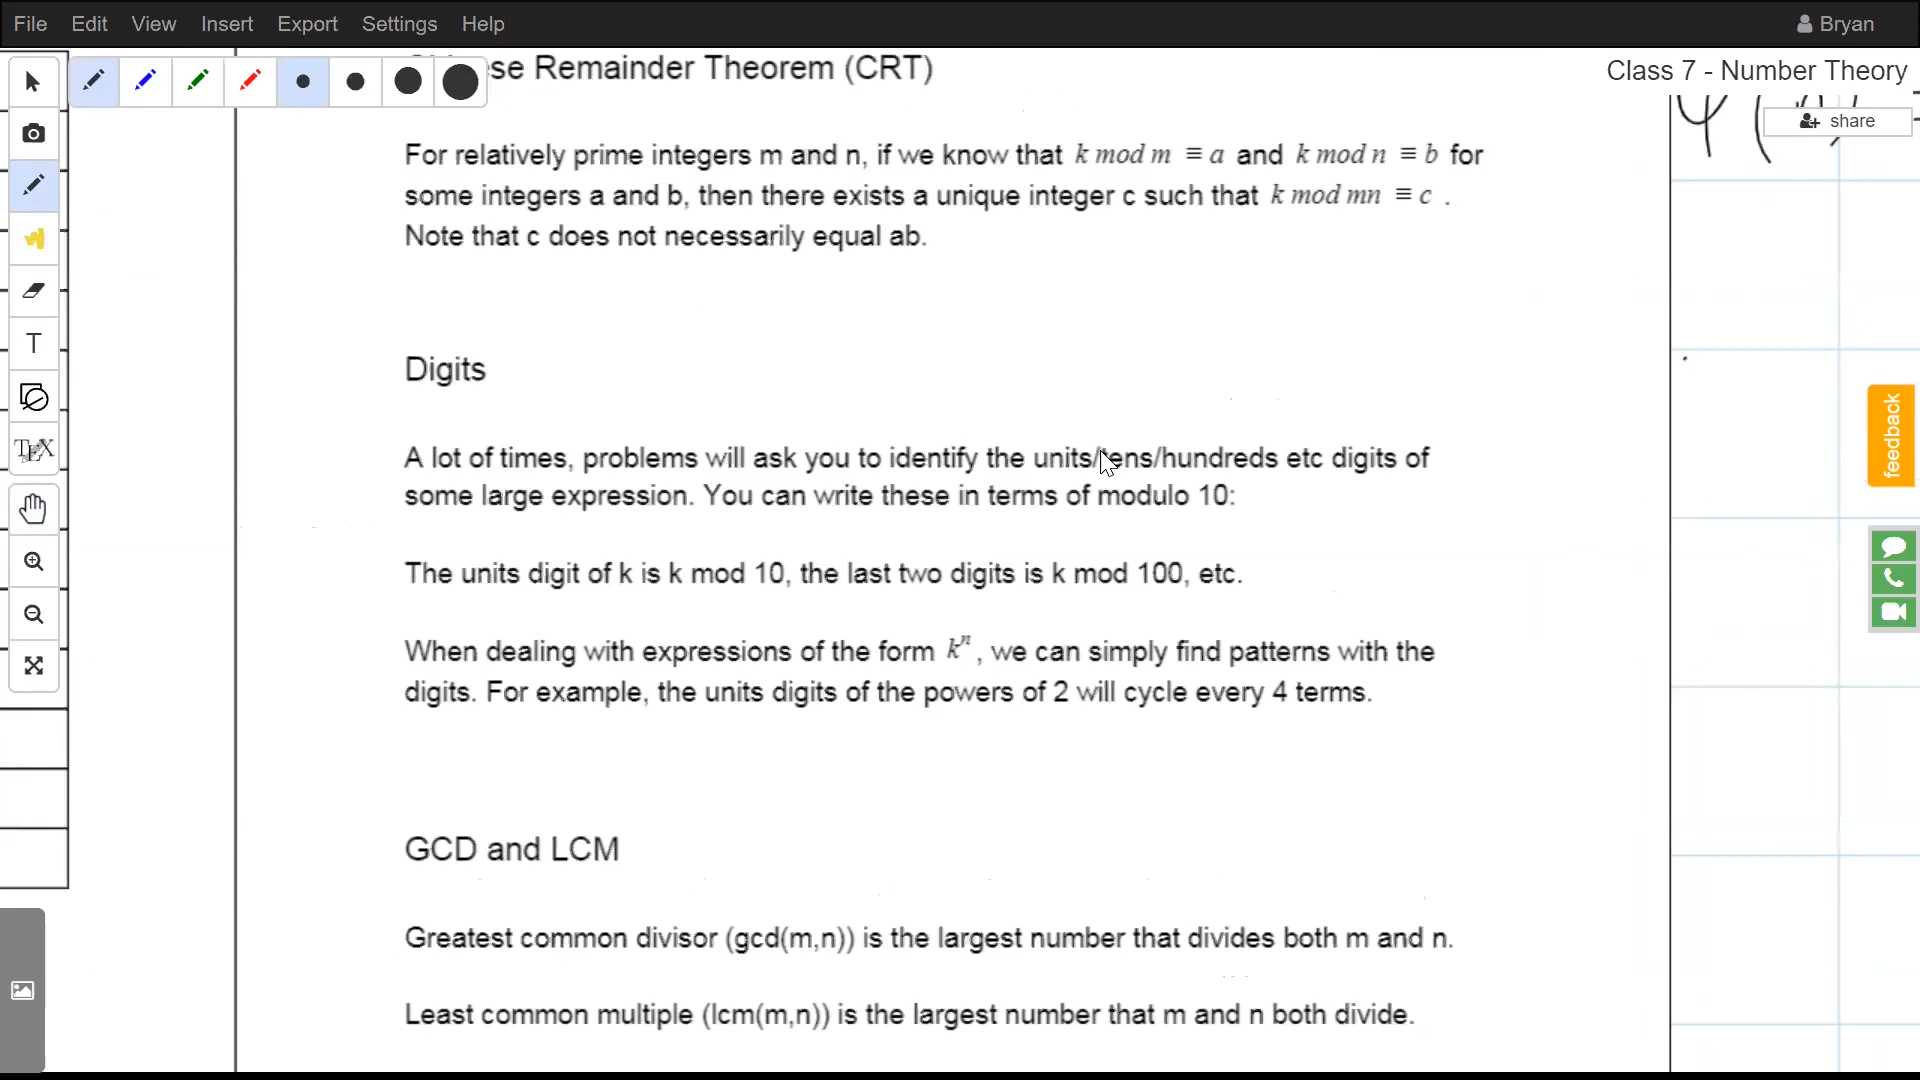 File Edit View Insert Export Settings Help Bryan
se Remainder Theorem (CRT)
Class 7 - Number Theory
share
For relatively prime integers m and n, if we know that k mod m ≡ a and k mod n ≡ b for
some integers a and b, then there exists a unique integer c such that k mod mn ≡ c .
Note that c does not necessarily equal ab.
Digits
T
TEX
feedback
A lot of times, problems will ask you to identify the units/tens/hundreds etc digits of
some large expression. You can write these in terms of modulo 10:
The units digit of k is k mod 10, the last two digits is k mod 100, etc.
When dealing with expressions of the form kⁿ , we can simply find patterns with the
digits. For example, the units digits of the powers of 2 will cycle every 4 terms.
GCD and LCM
Greatest common divisor (gcd(m,n)) is the largest number that divides both m and n.
Least common multiple (lcm(m,n)) is the largest number that m and n both divide.